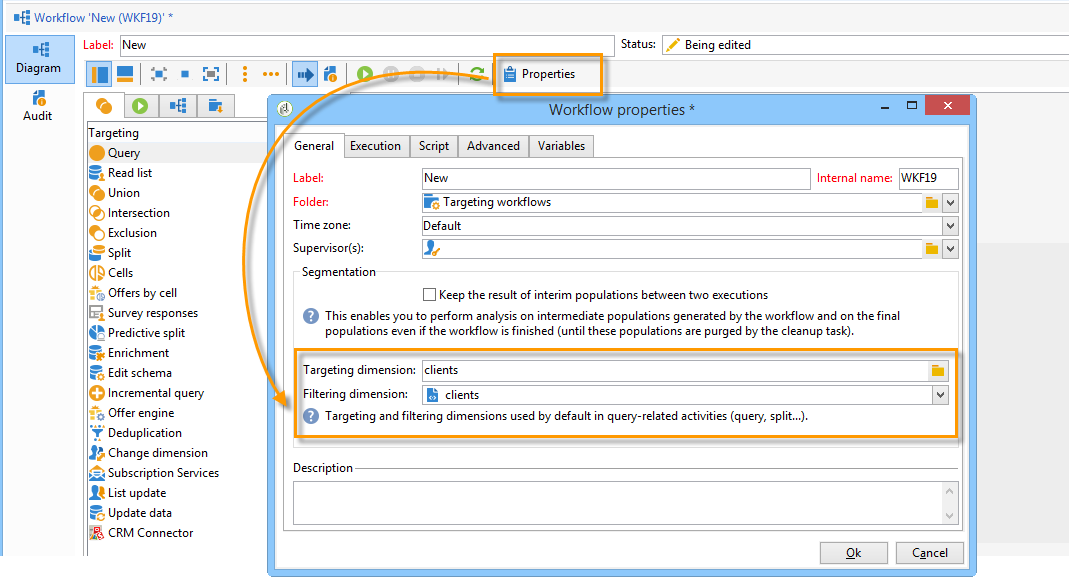 Workflow 'New (WKF19)' *
Diagram
Audit
Label: New
Status: Being edited
Properties
Targeting
Query
Read list
Union
Intersection
Exclusion
Split
Cells
Offers by cell
Survey responses
Predictive split
Enrichment
Edit schema
Incremental query
Offer engine
Deduplication
Change dimension
Subscription Services
List update
Update data
CRM Connector
Workflow properties *
General Execution Script Advanced Variables
Label: New Internal name: WKF19
Folder: Targeting workflows
Time zone: Default
Supervisor(s):
Segmentation
Keep the result of interim populations between two executions
This enables you to perform analysis on intermediate populations generated by the workflow and on the final
populations even if the workflow is finished (until these populations are purged by the cleanup task).
Targeting dimension: clients
Filtering dimension: clients
Targeting and filtering dimensions used by default in query-related activities (query, split...).
Description
Ok Cancel